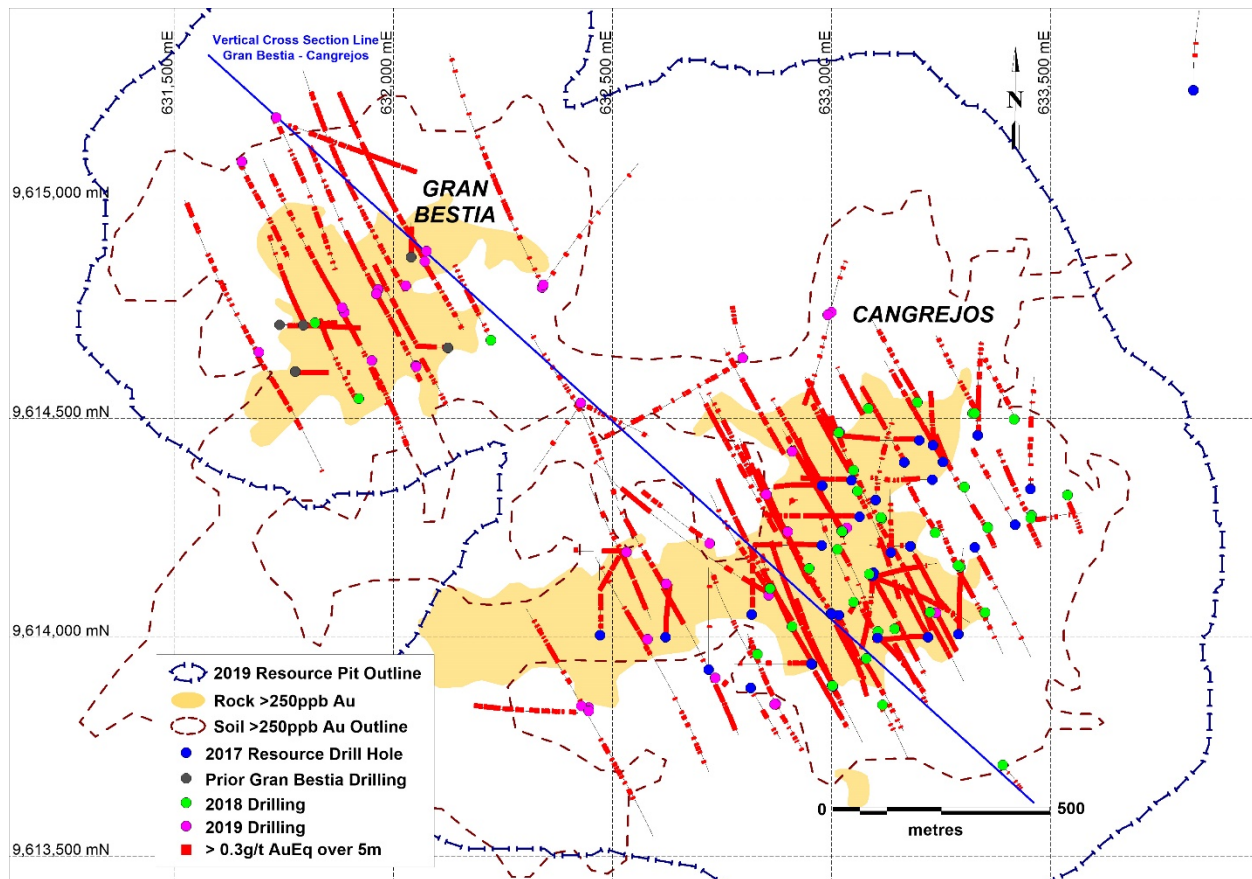 Vertical Cross Section Line
Gran Bestia - Cangrejos
631,500 mE
632,000 mE
632,500 mE
633,000 mE
633,500 mE
N
9,615,000 mN
GRAN
BESTIA
CANGREJOS
9,614,500 mN
9,614,000 mN
2019 Resource Pit Outline
Rock >250ppb Au
Soil >250ppb Au Outline
2017 Resource Drill Hole
Prior Gran Bestia Drilling
2018 Drilling
2019 Drilling
> 0.3g/t AuEq over 5m
0 500
metres
9,613,500 mN